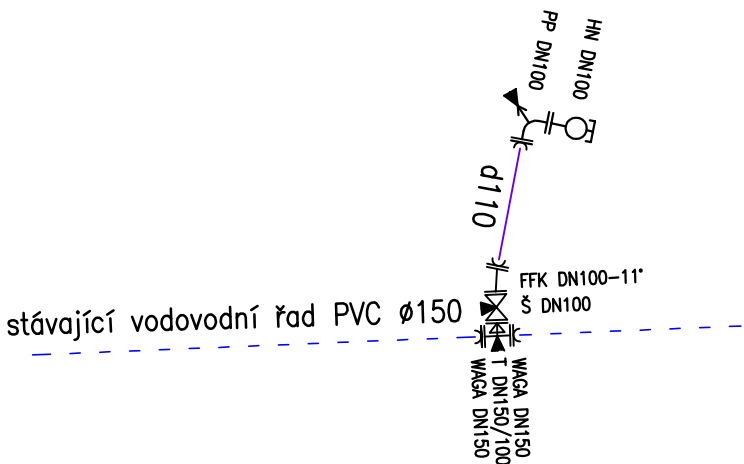 PP DN100
HN DN100
d110
FFK DN100-11°
Š DN100
stávající vodovodní řad PVC ø150
WAGA DN150
T DN150/100
WAGA DN150